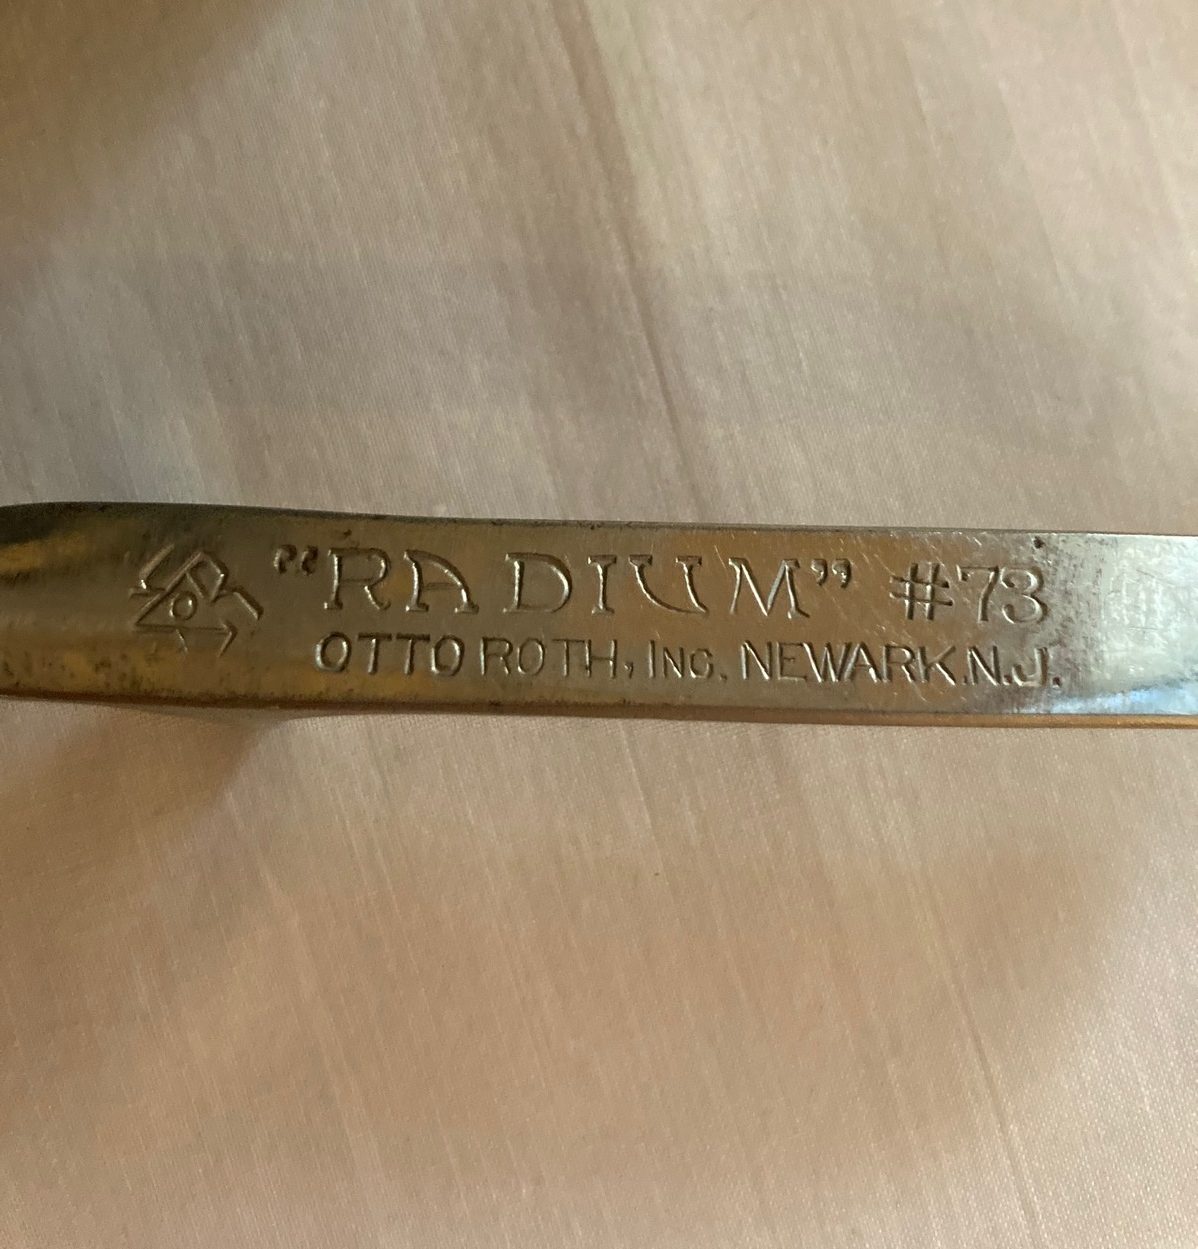 “RADIUM” #73
OTTO ROTH, INC. NEWARK.N.J.